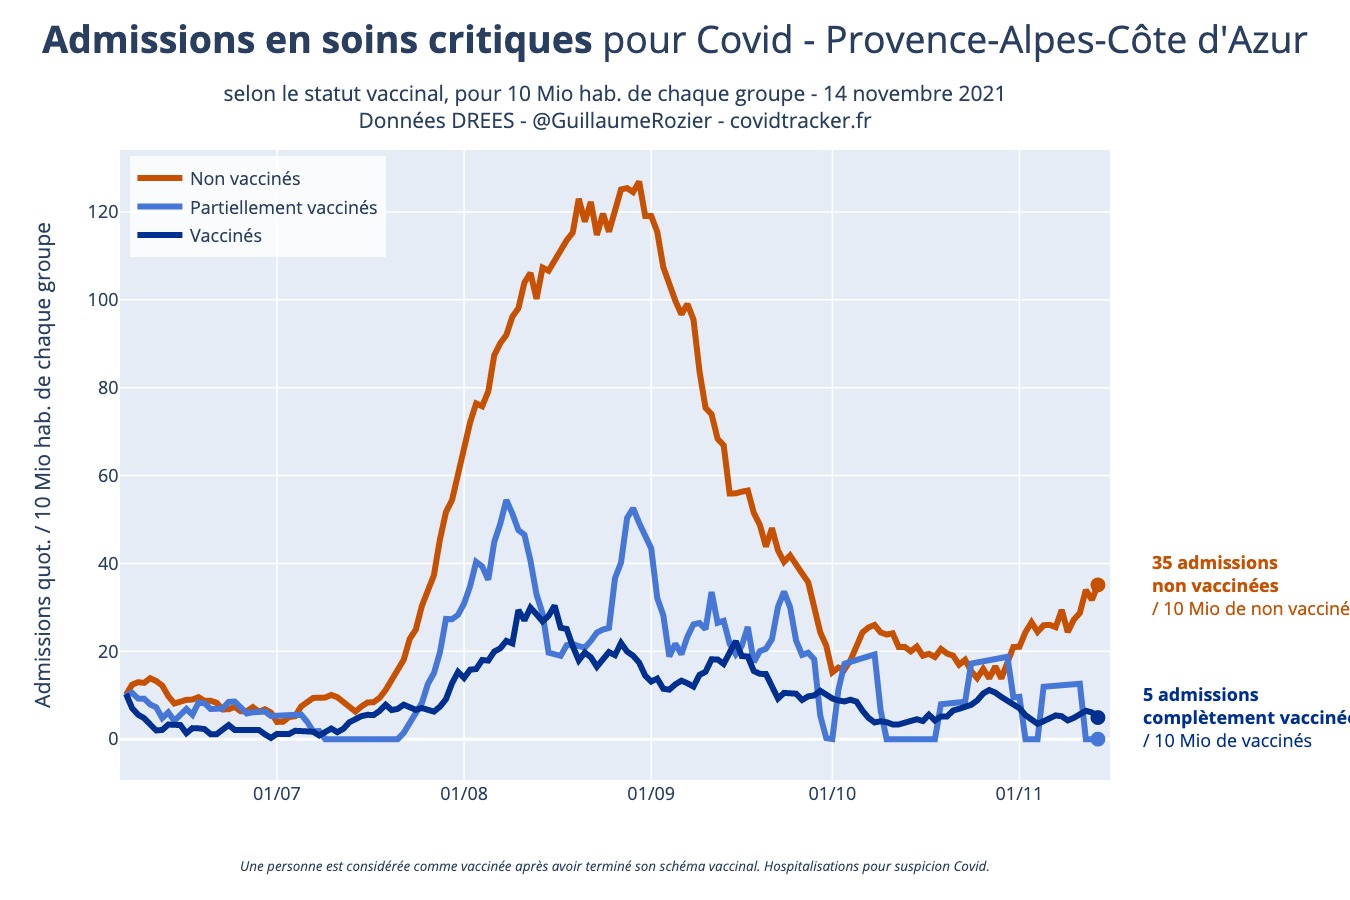 Admissions en soins critiques pour Covid - Provence-Alpes-Côte d'Azur
selon le statut vaccinal, pour 10 Mio hab. de chaque groupe - 14 novembre 2021
Données DREES - @GuillaumeRozier - covidtracker.fr
Non vaccinés
Partiellement vaccinés
Vaccinés
Admissions quot. / 10 Mio hab. de chaque groupe
120
100
80
60
40
20
0
01/07
01/08
01/09
01/10
01/11
35 admissions
non vaccinées
/ 10 Mio de non vacciné
5 admissions
complètement vacciné
/ 10 Mio de vaccinés
Une personne est considérée comme vaccinée après avoir terminé son schéma vaccinal. Hospitalisations pour suspicion Covid.